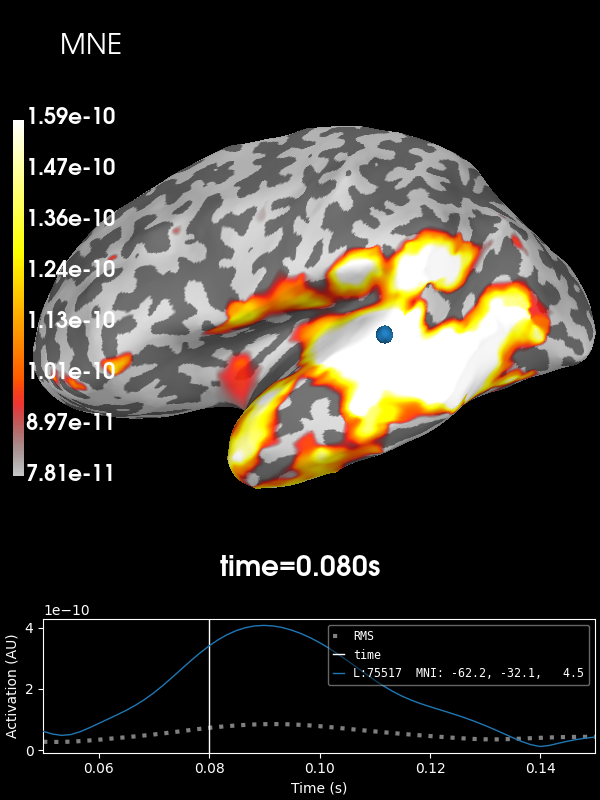 MNE
1.59e-10
1.47e-10
1.36e-10
1.24e-10
1.13e-10
1.01e-10
8.97e-11
7.81e-11
time=0.080s
1e−10
4
2
0
Activation (AU)
RMS
time
L:75517 MNI: -62.2, -32.1, 4.5
0.06 0.08 0.10 0.12 0.14
Time (s)